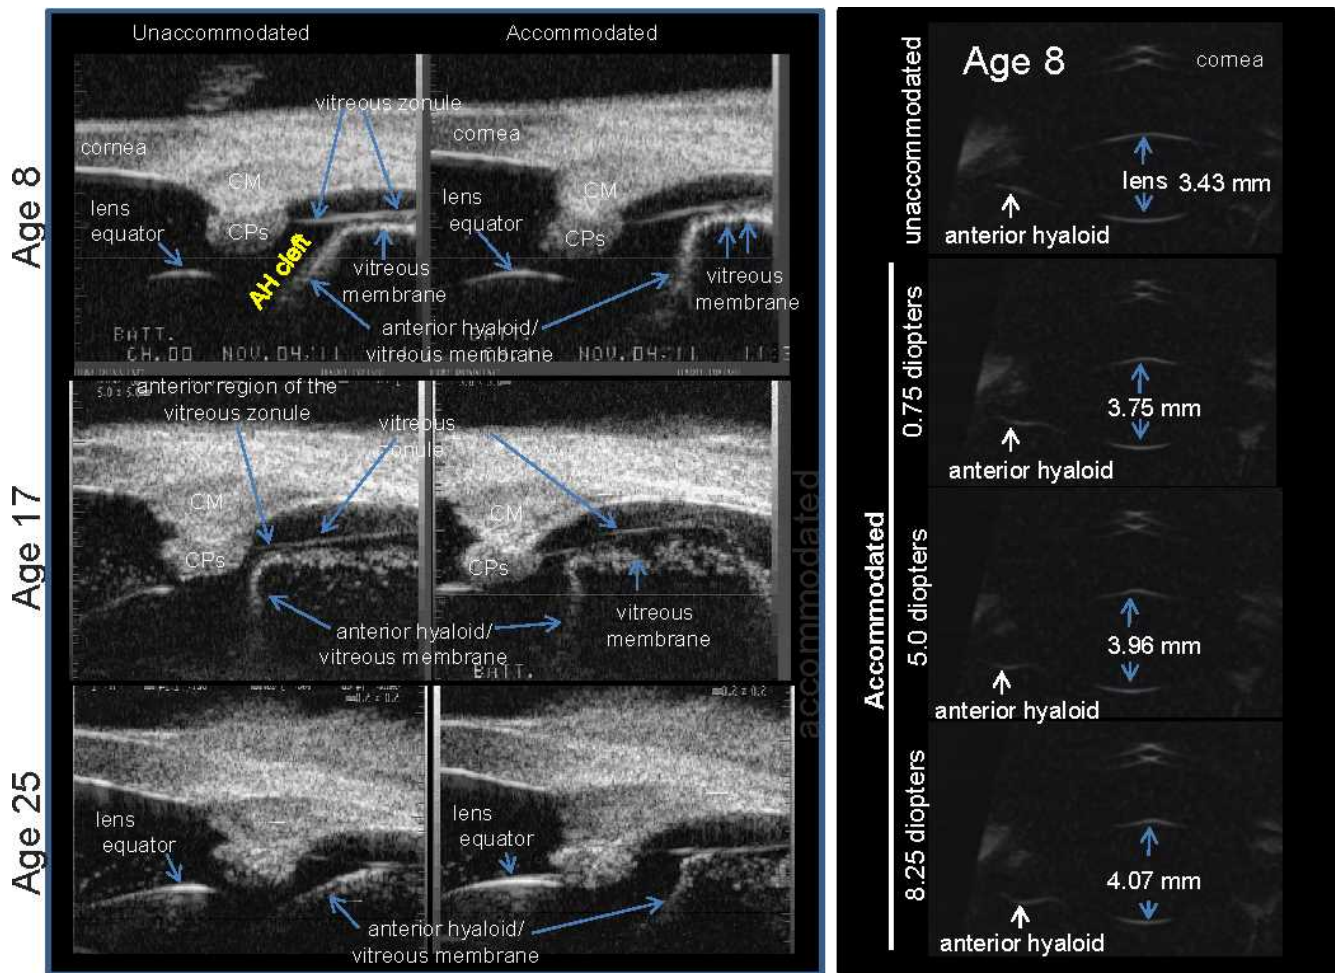 Unaccommodated
Accommodated
Age 8
vitreous zonule
cornea
CM
lens
equator
CPs
AH cleft
vitreous
membrane
cornea
CM
lens
equator
CPs
vitreous
membrane
anterior hyaloid/
vitreous membrane
BATT.
CH.00 NOV.04.'11
NOV.04.'11
Age 17
anterior region of the
vitreous zonule
vitreous
zonule
CM
CPs
CM
CPs
anterior hyaloid/
vitreous membrane
vitreous
membrane
BATT.
accommodated
Age 25
lens
equator
lens
equator
anterior hyaloid/
vitreous membrane
Age 8
cornea
unaccommodated
lens 3.43 mm
anterior hyaloid
Accommodated
0.75 diopters
3.75 mm
anterior hyaloid
5.0 diopters
3.96 mm
anterior hyaloid
8.25 diopters
4.07 mm
anterior hyaloid